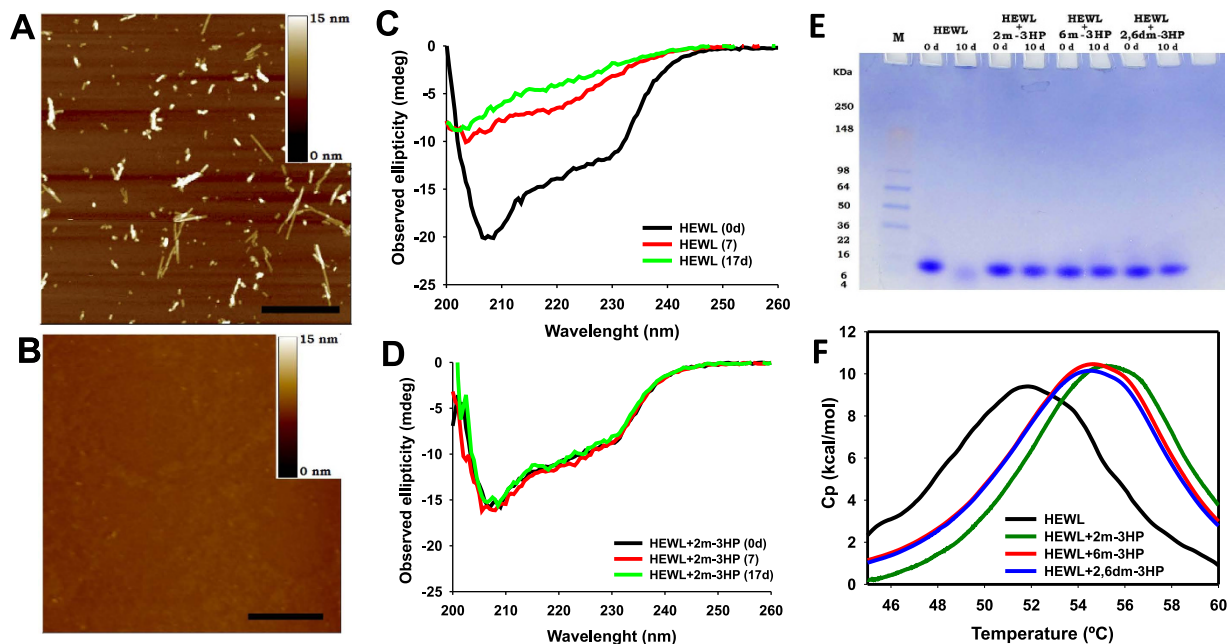 A
15 nm
0 nm
B
15 nm
0 nm
C
Observed ellipticity (mdeg)
0
-5
-10
-15
-20
-25
HEWL (0d)
HEWL (7)
HEWL (17d)
200 210 220 230 240 250 260
Wavelenght (nm)
D
Observed ellipticity (mdeg)
0
-5
-10
-15
-20
-25
HEWL+2m-3HP (0d)
HEWL+2m-3HP (7)
HEWL+2m-3HP (17d)
200 210 220 230 240 250 260
Wavelenght (nm)
E
M
HEWL
0 d 10 d
HEWL
+
2m-3HP
0 d 10 d
HEWL
+
6m-3HP
0 d 10 d
HEWL
+
2,6dm-3HP
0 d 10 d
KDa
250
148
98
64
50
36
22
16
6
4
F
Cp (kcal/mol)
12
10
8
6
4
2
0
HEWL
HEWL+2m-3HP
HEWL+6m-3HP
HEWL+2,6dm-3HP
46 48 50 52 54 56 58 60
Temperature (ºC)